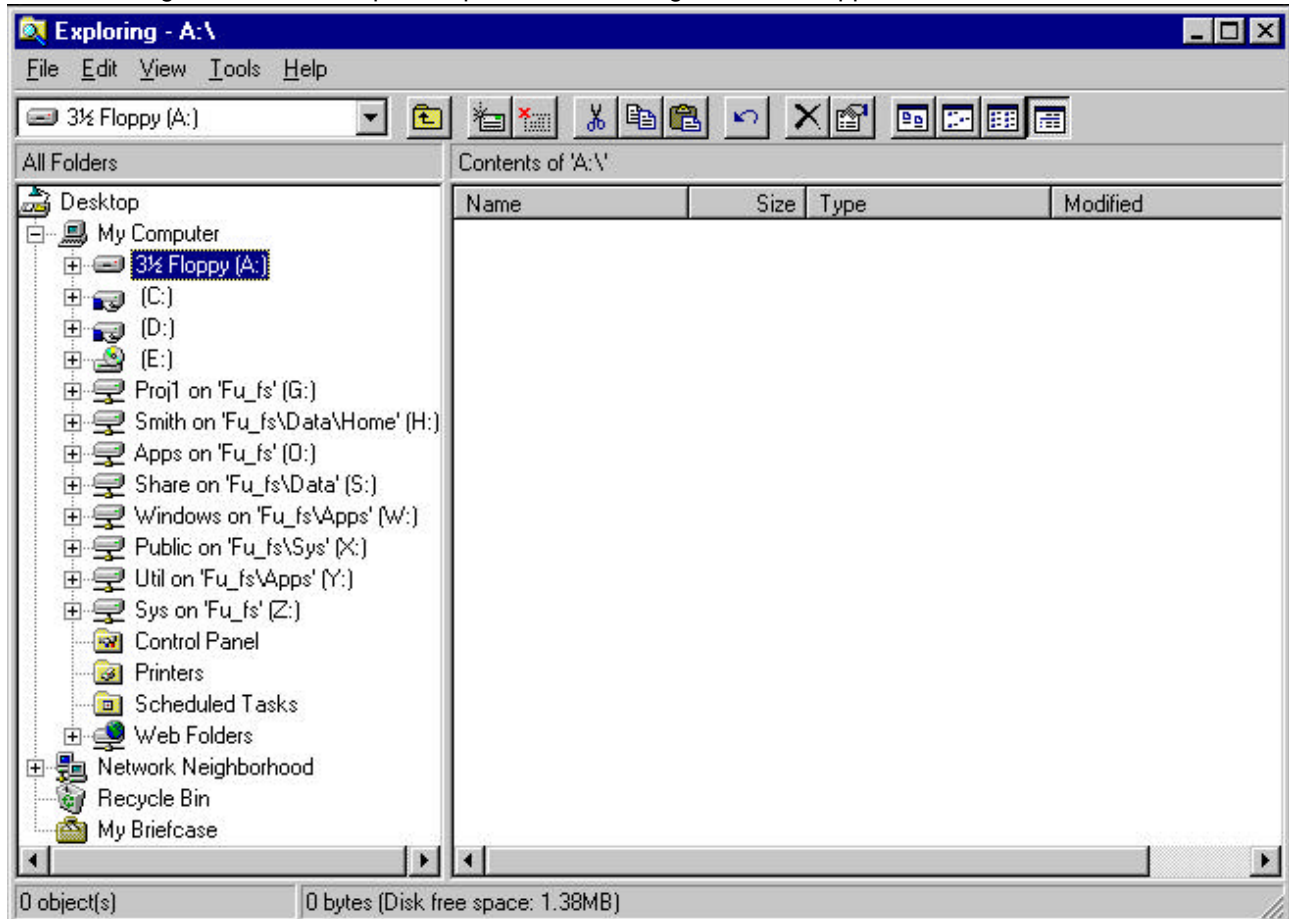 Exploring - A:\
File Edit View Tools Help
3½ Floppy (A:)
All Folders
Contents of 'A:\'
Name Size Type Modified
Desktop
My Computer
3½ Floppy (A:)
(C:)
(D:)
(E:)
Proj1 on 'Fu_fs' (G:)
Smith on 'Fu_fs\Data\Home' (H:)
Apps on 'Fu_fs' (O:)
Share on 'Fu_fs\Data' (S:)
Windows on 'Fu_fs\Apps' (W:)
Public on 'Fu_fs\Sys' (X:)
Util on 'Fu_fs\Apps' (Y:)
Sys on 'Fu_fs' (Z:)
Control Panel
Printers
Scheduled Tasks
Web Folders
Network Neighborhood
Recycle Bin
My Briefcase
0 object(s) 0 bytes (Disk free space: 1.38MB)